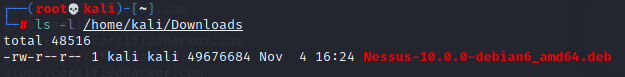 ┌──(root💀kali)-[~]
└─# ls -l /home/kali/Downloads
total 48516
-rw-r--r-- 1 kali kali 49676684 Nov  4 16:24 Nessus-10.0.0-debian6_amd64.deb